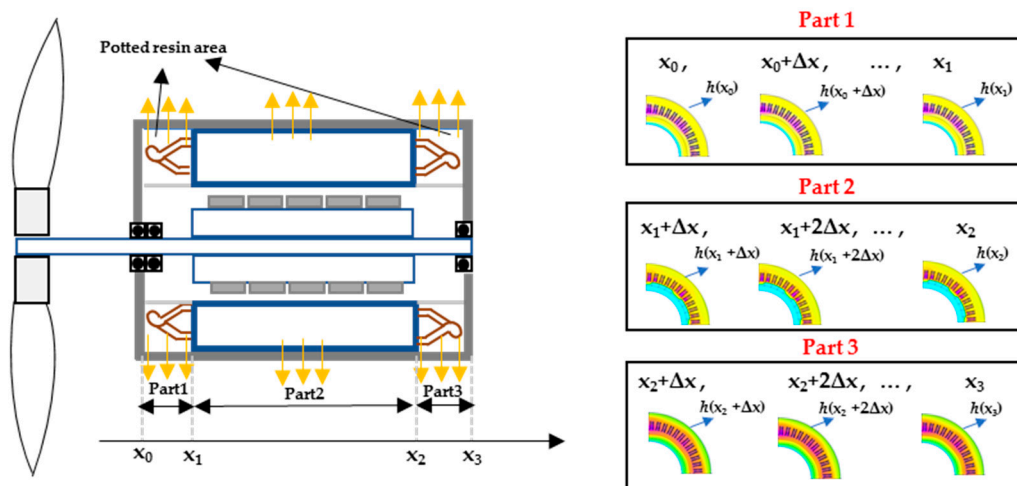 Potted resin area
Part1
Part2
Part3
x₀
x₁
x₂
x₃
Part 1
x₀ , x₀+Δx, ..., x₁
h(x₀) h(x₀ +Δx) h(x₁)
Part 2
x₁+Δx, x₁+2Δx, ..., x₂
h(x₁ +Δx) h(x₁ +2Δx) h(x₂)
Part 3
x₂+Δx, x₂+2Δx, ..., x₃
h(x₂ +Δx) h(x₂ +2Δx) h(x₃)